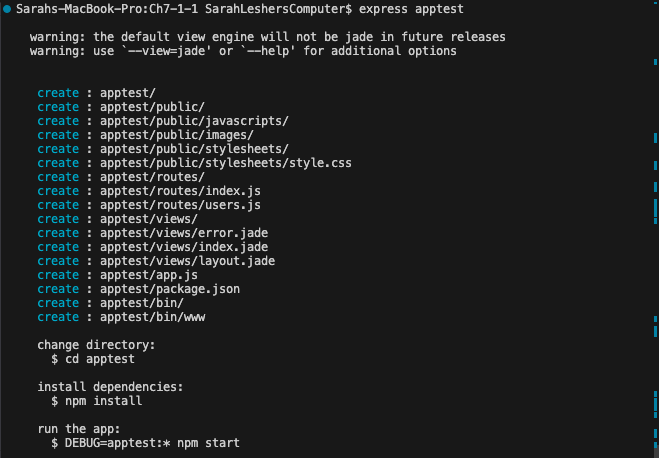 Sarahs-MacBook-Pro:Ch7-1-1 SarahLeshersComputer$ express apptest
warning: the default view engine will not be jade in future releases
warning: use `--view=jade' or `--help' for additional options
create : apptest/
create : apptest/public/
create : apptest/public/javascripts/
create : apptest/public/images/
create : apptest/public/stylesheets/
create : apptest/public/stylesheets/style.css
create : apptest/routes/
create : apptest/routes/index.js
create : apptest/routes/users.js
create : apptest/views/
create : apptest/views/error.jade
create : apptest/views/index.jade
create : apptest/views/layout.jade
create : apptest/app.js
create : apptest/package.json
create : apptest/bin/
create : apptest/bin/www
change directory:
$ cd apptest
install dependencies:
$ npm install
run the app:
$ DEBUG=apptest:* npm start